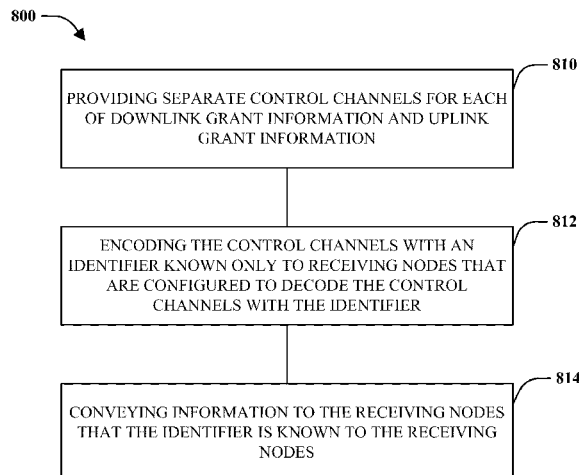 800
810
PROVIDING SEPARATE CONTROL CHANNELS FOR EACH
OF DOWNLINK GRANT INFORMATION AND UPLINK
GRANT INFORMATION
812
ENCODING THE CONTROL CHANNELS WITH AN
IDENTIFIER KNOWN ONLY TO RECEIVING NODES THAT
ARE CONFIGURED TO DECODE THE CONTROL
CHANNELS WITH THE IDENTIFIER
814
CONVEYING INFORMATION TO THE RECEIVING NODES
THAT THE IDENTIFIER IS KNOWN TO THE RECEIVING
NODES